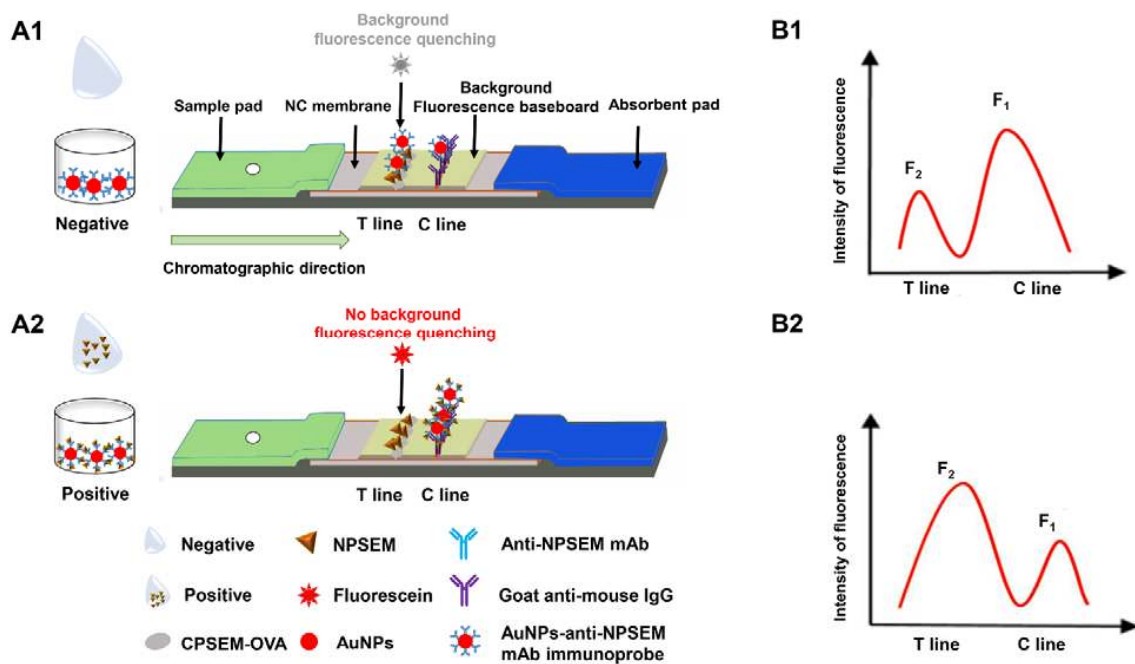 A1
Background
fluorescence quenching
Sample pad
NC membrane
Background
Fluorescence baseboard
Absorbent pad
Negative
T line
C line
Chromatographic direction
B1
Intensity of fluorescence
F2
F1
T line
C line
A2
No background
fluorescence quenching
Positive
T line
C line
B2
Intensity of fluorescence
F2
F1
T line
C line
Negative
NPSEM
Anti-NPSEM mAb
Positive
Fluorescein
Goat anti-mouse IgG
CPSEM-OVA
AuNPs
AuNPs-anti-NPSEM
mAb immunoprobe